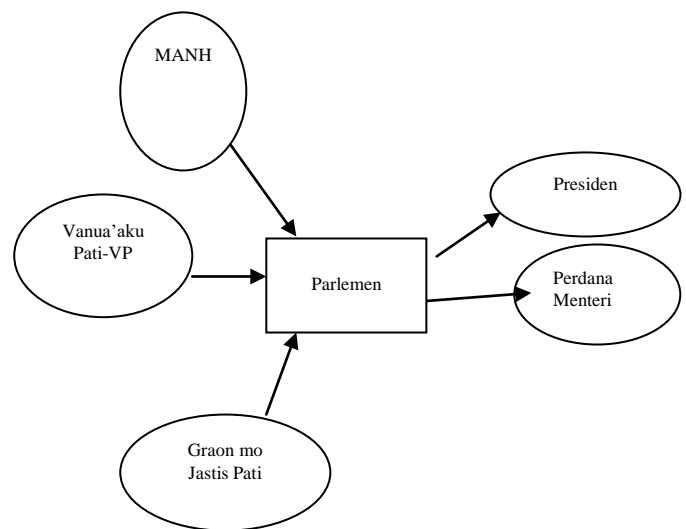 MANH
Presiden
Vanua’aku
Pati-VP
Parlemen
Perdana
Menteri
Graon mo
Jastis Pati